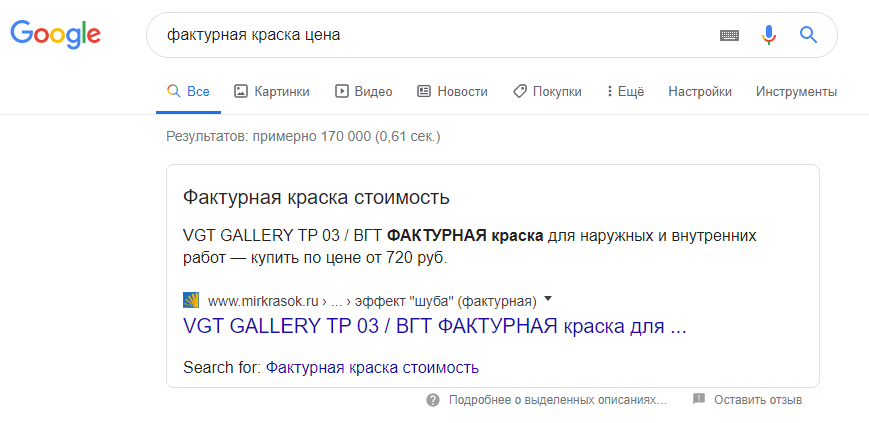 Google
фактурная краска цена
Все Картинки Видео Новости Покупки Ещё Настройки Инструменты
Результатов: примерно 170 000 (0,61 сек.)
Фактурная краска стоимость
VGT GALLERY TP 03 / ВГТ ФАКТУРНАЯ краска для наружных и внутренних
работ — купить по цене от 720 руб.
www.mirkrasok.ru › ... › эффект "шуба" (фактурная)
VGT GALLERY TP 03 / ВГТ ФАКТУРНАЯ краска для ...
Search for: Фактурная краска стоимость
Подробнее о выделенных описаниях... Оставить отзыв